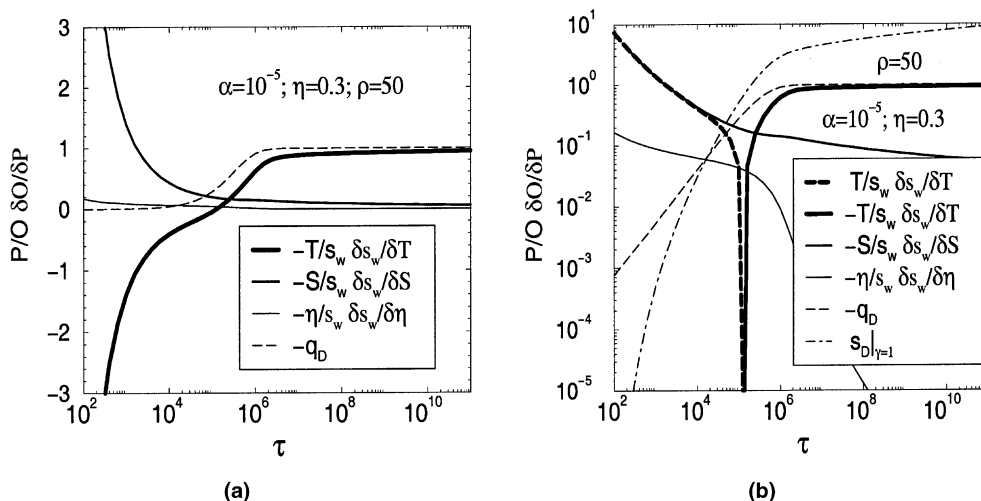 3
2
1
0
−1
−2
−3
P/O δO/δP
α=10⁻⁵; η=0.3; ρ=50
−T/s_w δs_w/δT
−S/s_w δs_w/δS
−η/s_w δs_w/δη
−q_D
10² 10⁴ 10⁶ 10⁸ 10¹⁰
τ
(a)
10¹
10⁰
10⁻¹
10⁻²
10⁻³
10⁻⁴
10⁻⁵
P/O δO/δP
ρ=50
α=10⁻⁵; η=0.3
T/s_w δs_w/δT
−T/s_w δs_w/δT
−S/s_w δs_w/δS
−η/s_w δs_w/δη
−q_D
s_D|γ=1
10² 10⁴ 10⁶ 10⁸ 10¹⁰
τ
(b)